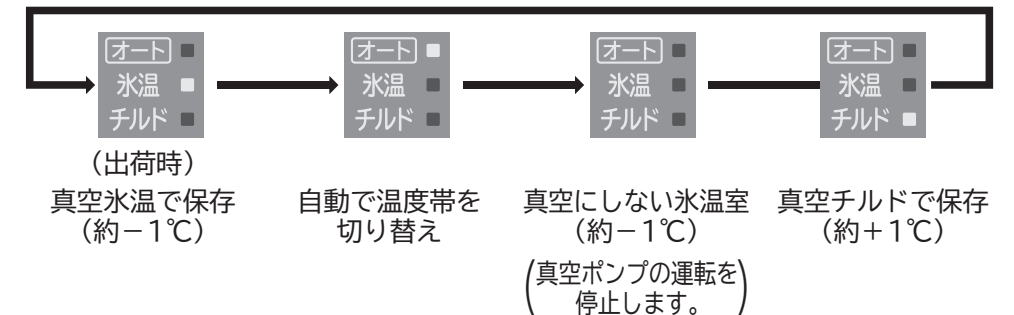 オート
氷温
チルド
オート
氷温
チルド
オート
氷温
チルド
オート
氷温
チルド
（出荷時）
真空氷温で保存
（約－1℃）
自動で温度帯を
切り替え
真空にしない氷温室
（約－1℃）
（真空ポンプの運転を
停止します。）
真空チルドで保存
（約＋1℃）